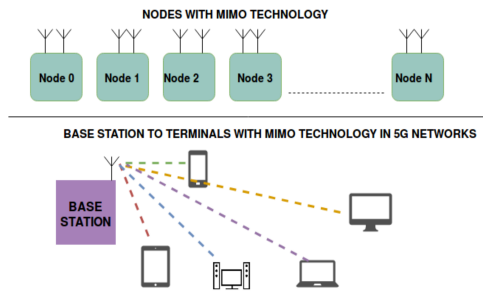 NODES WITH MIMO TECHNOLOGY
Node 0 Node 1 Node 2 Node 3 Node N
BASE STATION TO TERMINALS WITH MIMO TECHNOLOGY IN 5G NETWORKS
BASE
STATION